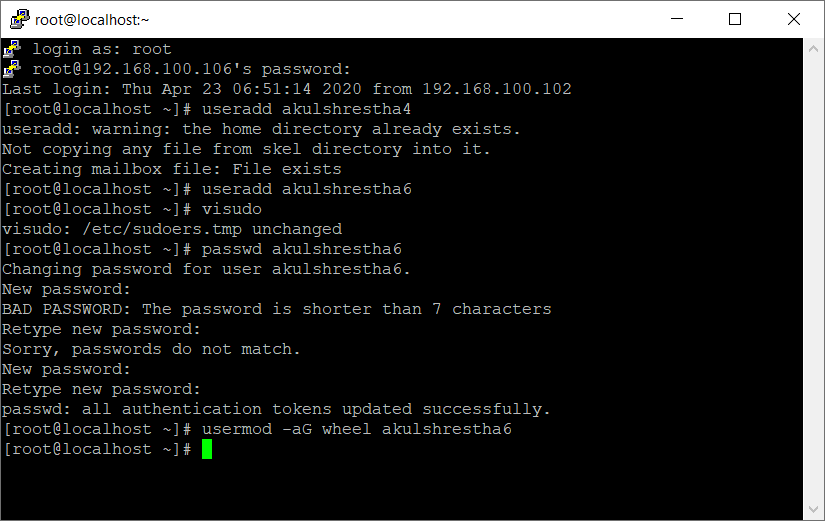 root@localhost:~
login as: root
root@192.168.100.106's password:
Last login: Thu Apr 23 06:51:14 2020 from 192.168.100.102
[root@localhost ~]# useradd akulshrestha4
useradd: warning: the home directory already exists.
Not copying any file from skel directory into it.
Creating mailbox file: File exists
[root@localhost ~]# useradd akulshrestha6
[root@localhost ~]# visudo
visudo: /etc/sudoers.tmp unchanged
[root@localhost ~]# passwd akulshrestha6
Changing password for user akulshrestha6.
New password:
BAD PASSWORD: The password is shorter than 7 characters
Retype new password:
Sorry, passwords do not match.
New password:
Retype new password:
passwd: all authentication tokens updated successfully.
[root@localhost ~]# usermod -aG wheel akulshrestha6
[root@localhost ~]#